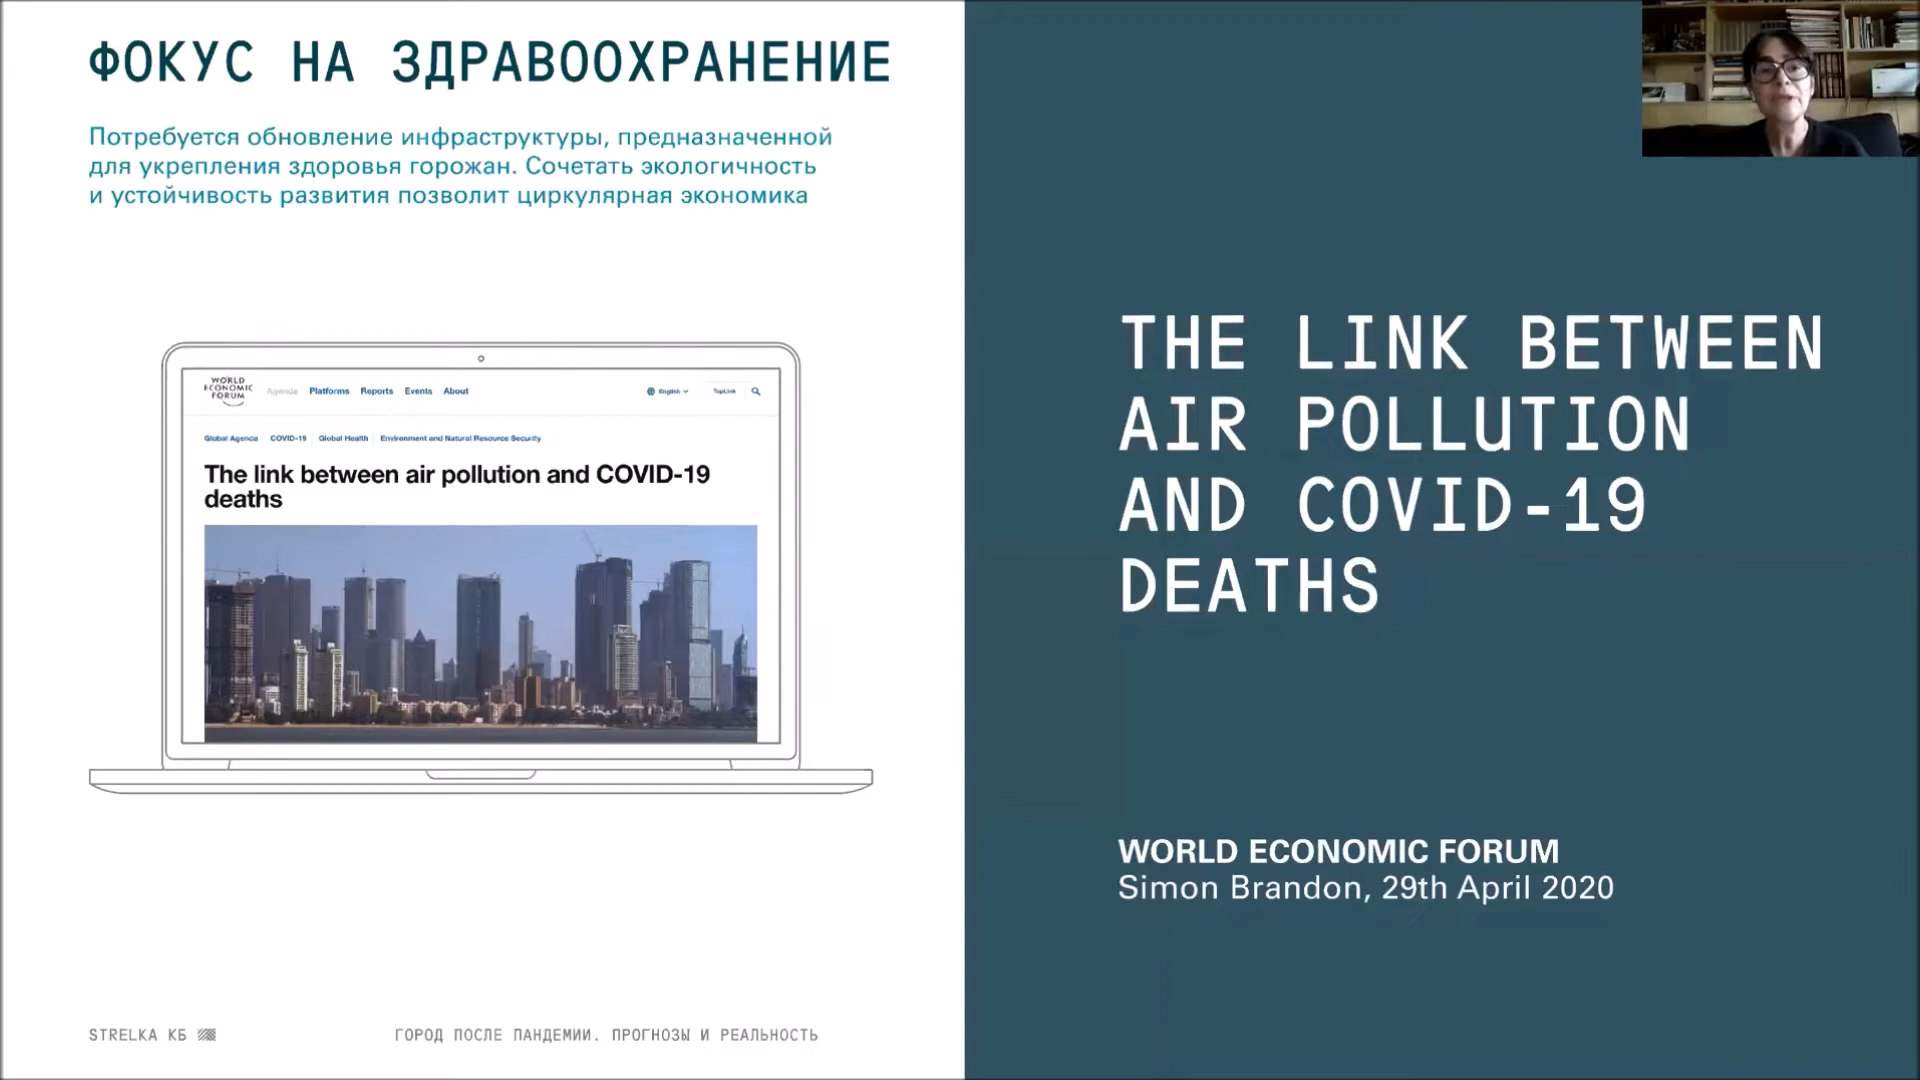 ФОКУС НА ЗДРАВООХРАНЕНИЕ
Потребуется обновление инфраструктуры, предназначенной
для укрепления здоровья горожан. Сочетать экологичность
и устойчивость развития позволит циркулярная экономика
WORLD
ECONOMIC
FORUM
Agenda Platforms Reports Events About English TopLink
Global Agenda COVID-19 Global Health Environment and Natural Resource Security
The link between air pollution and COVID-19
deaths
STRELKA КБ
ГОРОД ПОСЛЕ ПАНДЕМИИ. ПРОГНОЗЫ И РЕАЛЬНОСТЬ
THE LINK BETWEEN
AIR POLLUTION
AND COVID-19
DEATHS
WORLD ECONOMIC FORUM
Simon Brandon, 29th April 2020